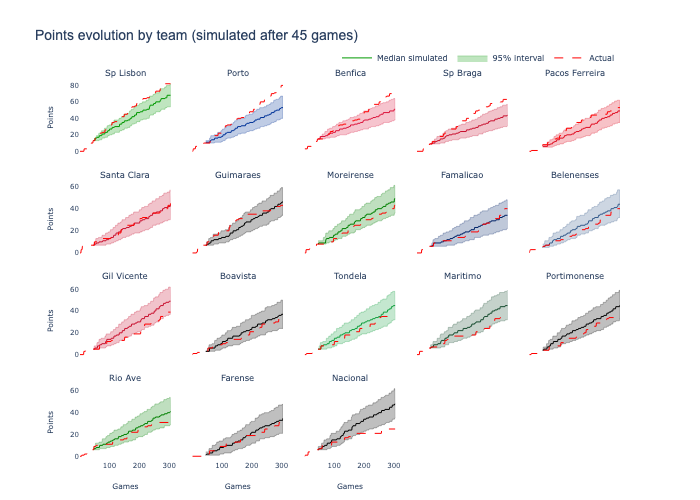 Points evolution by team (simulated after 45 games)
Median simulated 95% interval Actual
Sp Lisbon Porto Benfica Sp Braga Pacos Ferreira
Points
80
60
40
20
0
Santa Clara Guimaraes Moreirense Famalicao Belenenses
Points
60
40
20
0
Gil Vicente Boavista Tondela Maritimo Portimonense
Points
60
40
20
0
Rio Ave Farense Nacional
Points
60
40
20
0
100 200 300 100 200 300 100 200 300
Games Games Games